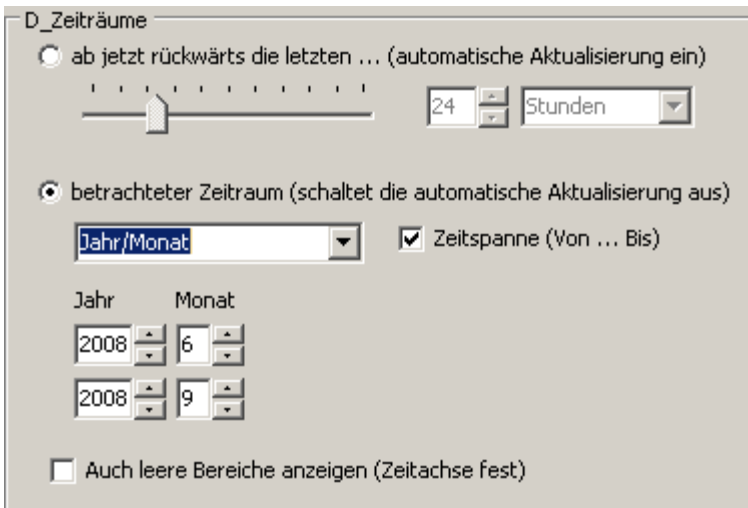 D_Zeiträume
ab jetzt rückwärts die letzten ... (automatische Aktualisierung ein)
24 Stunden
betrachteter Zeitraum (schaltet die automatische Aktualisierung aus)
Jahr/Monat Zeitspanne (Von ... Bis)
Jahr Monat
2008 6
2008 9
Auch leere Bereiche anzeigen (Zeitachse fest)